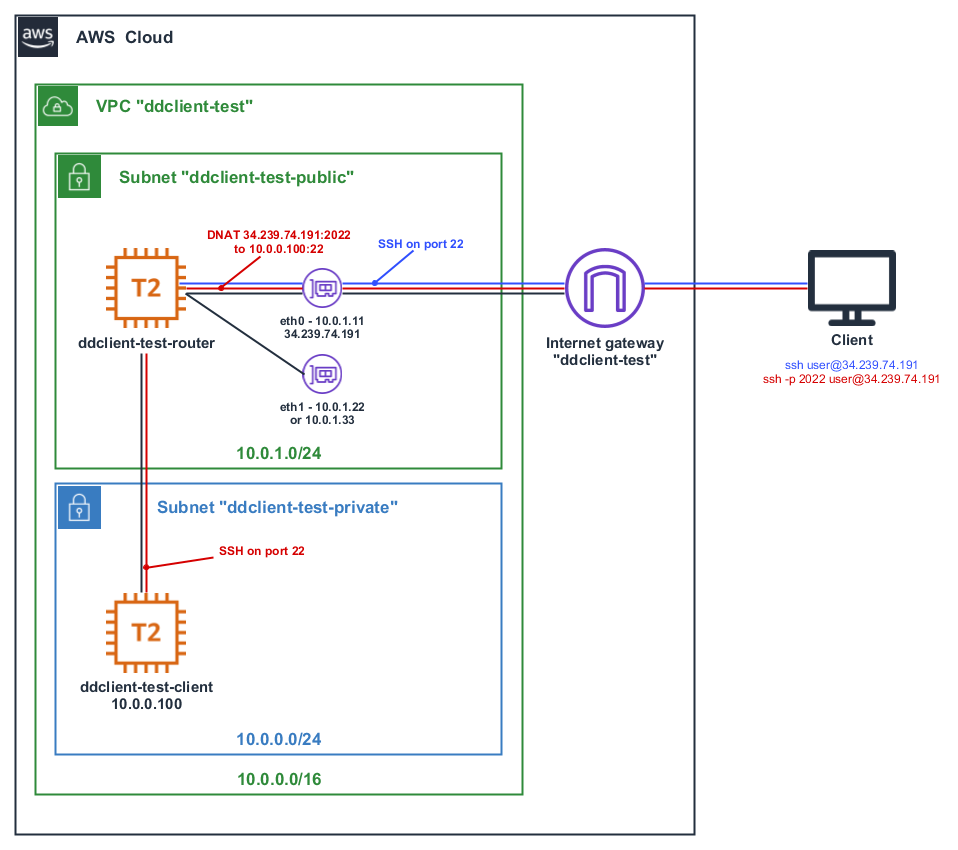 aws
AWS Cloud
VPC "ddclient-test"
Subnet "ddclient-test-public"
DNAT 34.239.74.191:2022
to 10.0.0.100:22
SSH on port 22
T2
ddclient-test-router
eth0 - 10.0.1.11
34.239.74.191
eth1 - 10.0.1.22
or 10.0.1.33
10.0.1.0/24
Internet gateway
"ddclient-test"
Client
ssh user@34.239.74.191
ssh -p 2022 user@34.239.74.191
Subnet "ddclient-test-private"
SSH on port 22
T2
ddclient-test-client
10.0.0.100
10.0.0.0/24
10.0.0.0/16